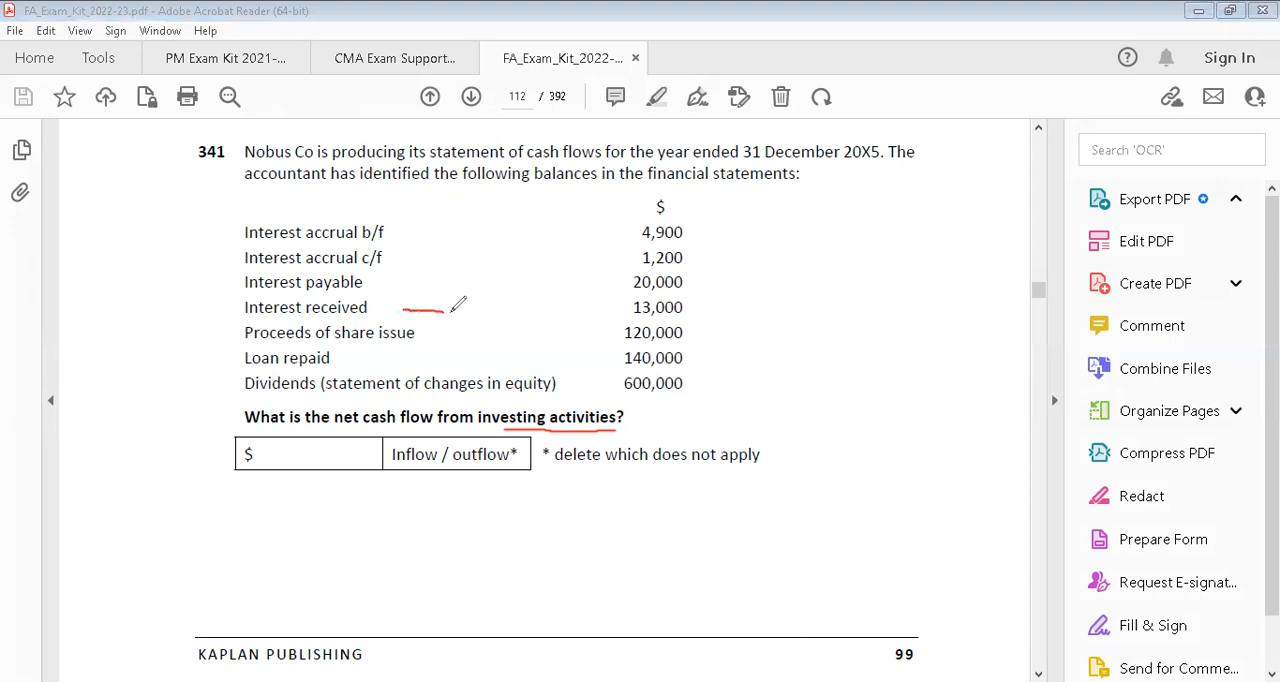 FA_Exam_Kit_2022-23.pdf - Adobe Acrobat Reader (64-bit)
File Edit View Sign Window Help
Home Tools PM Exam Kit 2021-... CMA Exam Support... FA_Exam_Kit_2022-... × Sign In
112 / 392
341 Nobus Co is producing its statement of cash flows for the year ended 31 December 20X5. The
accountant has identified the following balances in the financial statements:
$
Interest accrual b/f 4,900
Interest accrual c/f 1,200
Interest payable 20,000
Interest received 13,000
Proceeds of share issue 120,000
Loan repaid 140,000
Dividends (statement of changes in equity) 600,000
What is the net cash flow from investing activities?
$ Inflow / outflow* * delete which does not apply
KAPLAN PUBLISHING 99
Search 'OCR'
Export PDF
Edit PDF
Create PDF
Comment
Combine Files
Organize Pages
Compress PDF
Redact
Prepare Form
Request E-signat...
Fill & Sign
Send for Comme...